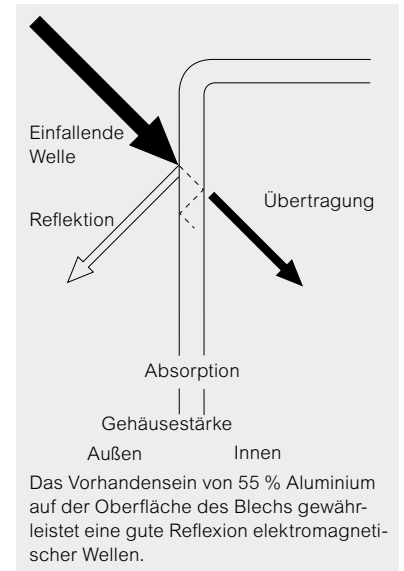 Einfallende
Welle
Übertragung
Reflektion
Absorption
Gehäusestärke
Außen Innen
Das Vorhandensein von 55 % Aluminium
auf der Oberfläche des Blechs gewähr-
leistet eine gute Reflexion elektromagneti-
scher Wellen.